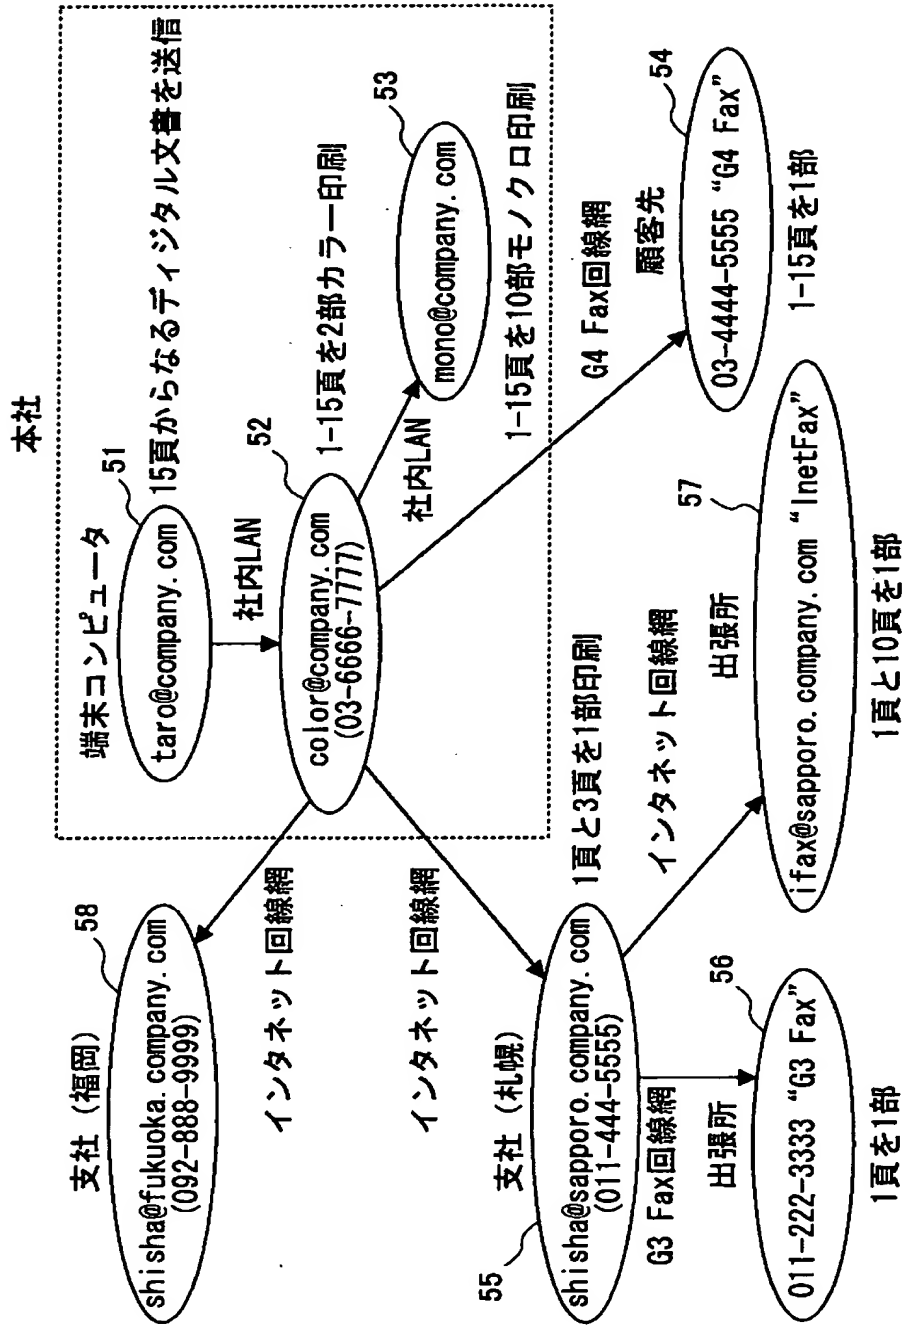 本社
端末コンピュータ
51
taro@company.com
15頁からなるディジタル文書を送信
社内LAN
52
color@company.com
(03-6666-7777)
1-15頁を2部カラー印刷
社内LAN
53
mono@company.com
1-15頁を10部モノクロ印刷
支社（福岡）
58
shisha@fukuoka.company.com
(092-888-9999)
インタネット回線網
インタネット回線網
支社（札幌）
55
shisha@sapporo.company.com
(011-444-5555)
1頁と3頁を1部印刷
G3 Fax回線網
出張所
56
011-222-3333 “G3 Fax”
1頁を1部
インタネット回線網
出張所
57
ifax@sapporo.company.com “InetFax”
1頁と10頁を1部
G4 Fax回線網
顧客先
54
03-4444-5555 “G4 Fax”
1-15頁を1部